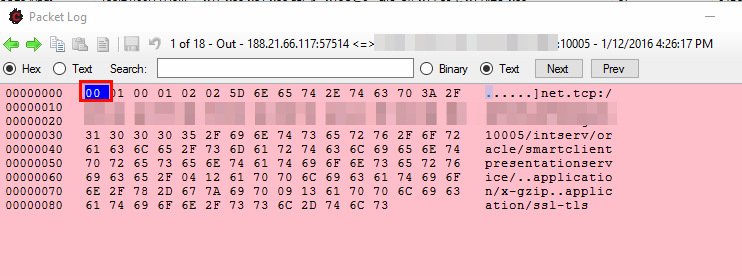 Packet Log
1 of 18 - Out - 188.21.66.117:57514 <=> :10005 - 1/12/2016 4:26:17 PM
Hex Text Search: Binary Text Next Prev
00000000 00 01 00 01 02 02 5D 6E 65 74 2E 74 63 70 3A 2F ......]net.tcp:/
00000010
00000020
00000030 31 30 30 30 35 2F 69 6E 74 73 65 72 76 2F 6F 72 10005/intserv/or
00000040 61 63 6C 65 2F 73 6D 61 72 74 63 6C 69 65 6E 74 acle/smartclient
00000050 70 72 65 73 65 6E 74 61 74 69 6F 6E 73 65 72 76 presentationserv
00000060 69 63 65 2F 04 12 61 70 70 6C 69 63 61 74 69 6F ice/..applicatio
00000070 6E 2F 78 2D 67 7A 69 70 09 13 61 70 70 6C 69 63 n/x-gzip..applic
00000080 61 74 69 6F 6E 2F 73 73 6C 2D 74 6C 73 ation/ssl-tls